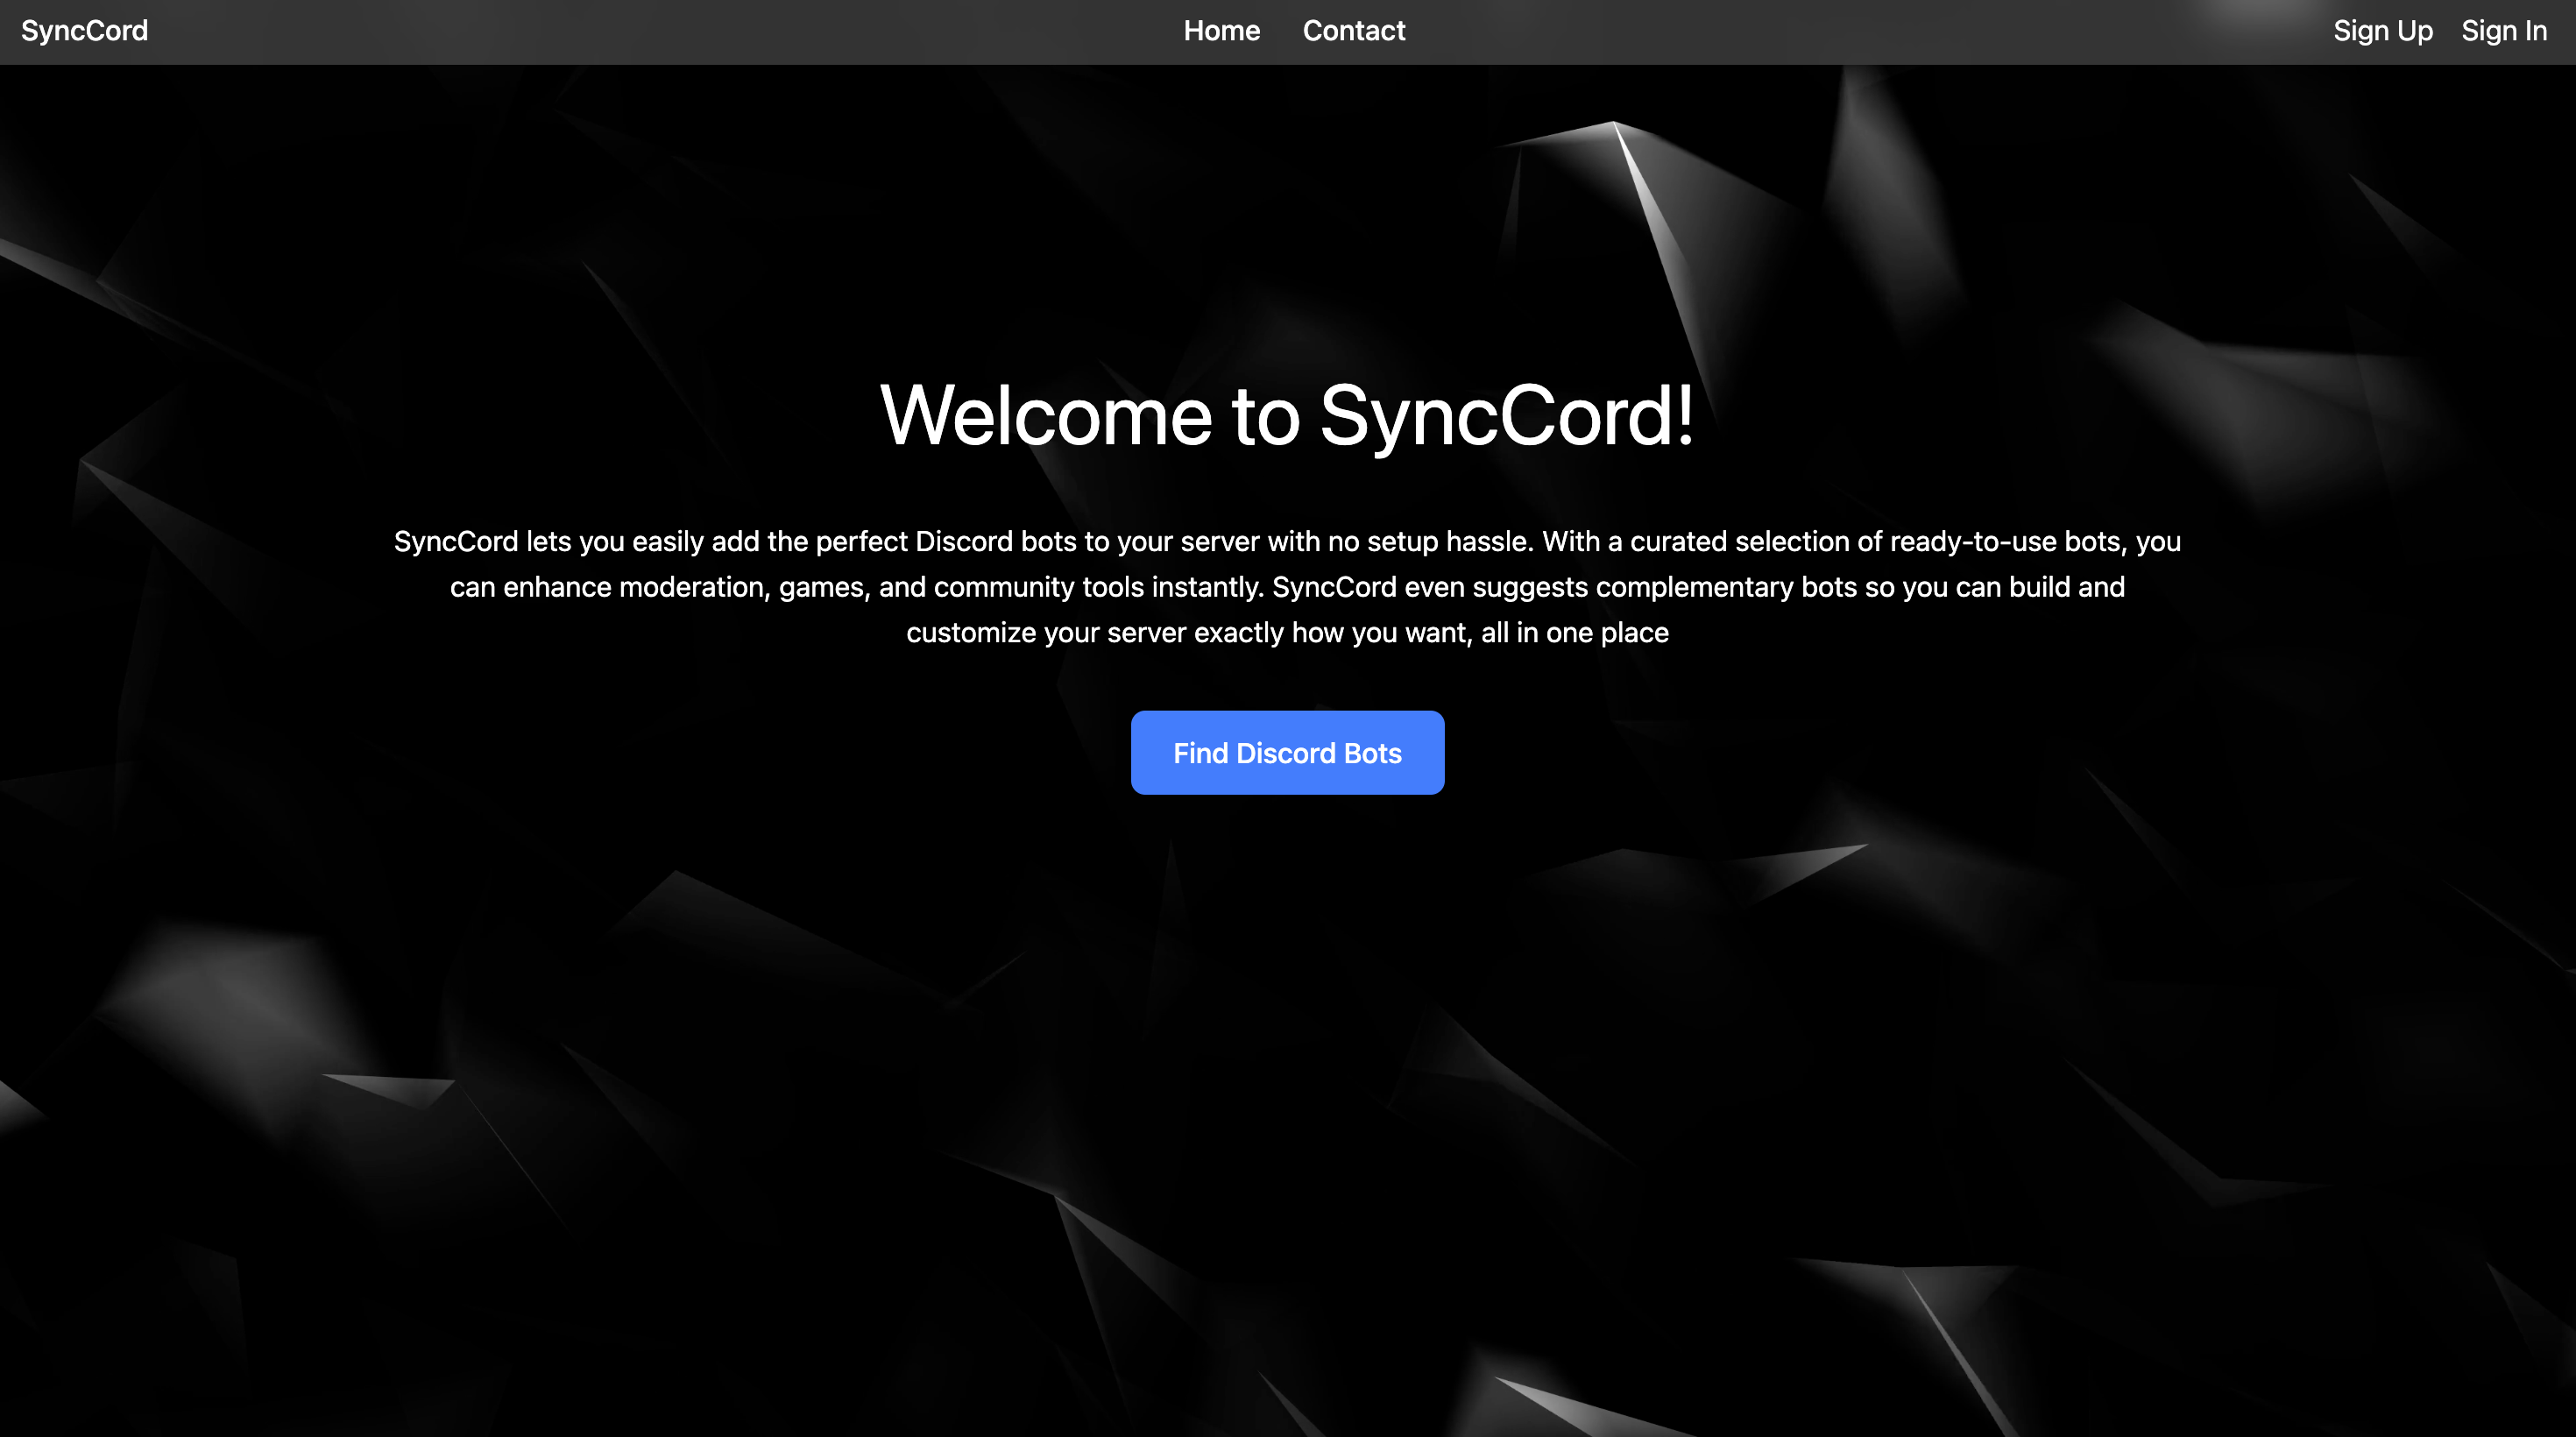 SyncCord
Home Contact
Sign Up Sign In
Welcome to SyncCord!
SyncCord lets you easily add the perfect Discord bots to your server with no setup hassle. With a curated selection of ready-to-use bots, you
can enhance moderation, games, and community tools instantly. SyncCord even suggests complementary bots so you can build and
customize your server exactly how you want, all in one place
Find Discord Bots